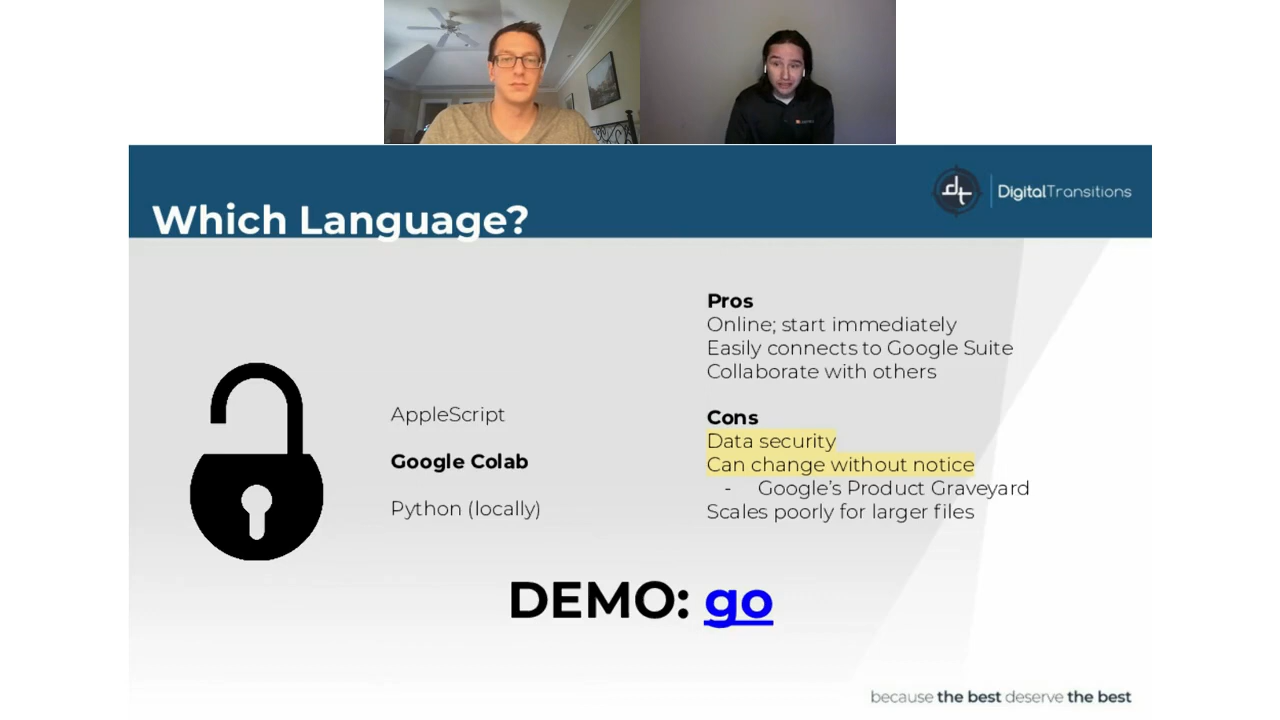 dt DigitalTransitions
Which Language?
AppleScript
Google Colab
Python (locally)
Pros
Online; start immediately
Easily connects to Google Suite
Collaborate with others
Cons
Data security
Can change without notice
- Google’s Product Graveyard
Scales poorly for larger files
DEMO: go
because the best deserve the best